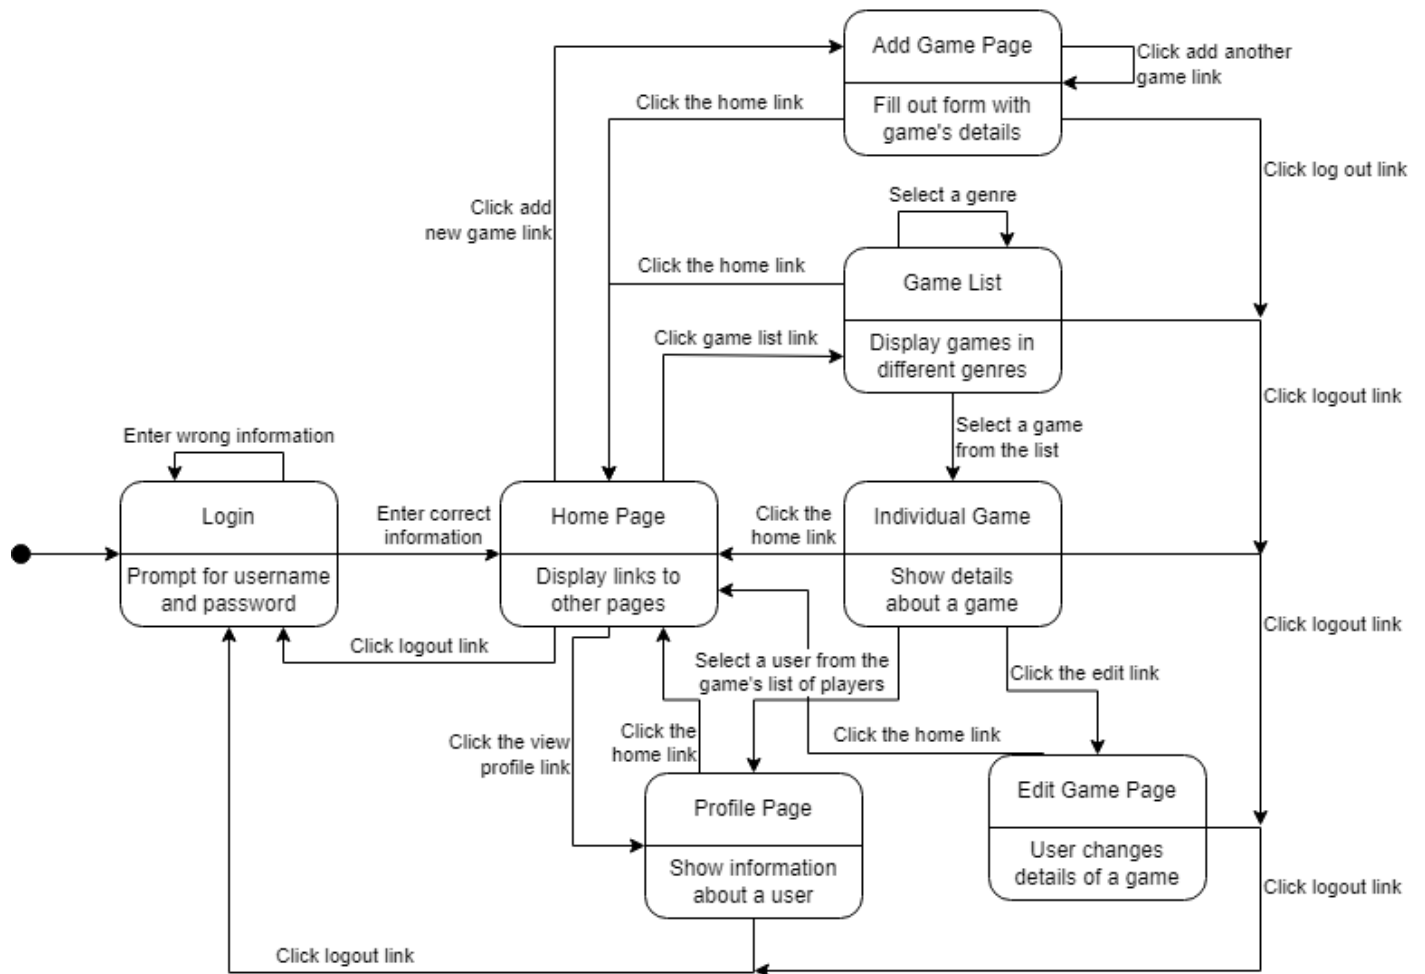 Add Game Page
Click add another
game link
Click the home link
Fill out form with
game's details
Click log out link
Select a genre
Click add
new game link
Click the home link
Game List
Click game list link
Display games in
different genres
Click logout link
Select a game
from the list
Enter wrong information
Login
Enter correct
information
Home Page
Click the
home link
Individual Game
Prompt for username
and password
Display links to
other pages
Show details
about a game
Click logout link
Click logout link
Select a user from the
game's list of players
Click the edit link
Click the view
profile link
Click the
home link
Click the home link
Edit Game Page
Profile Page
User changes
details of a game
Show information
about a user
Click logout link
Click logout link